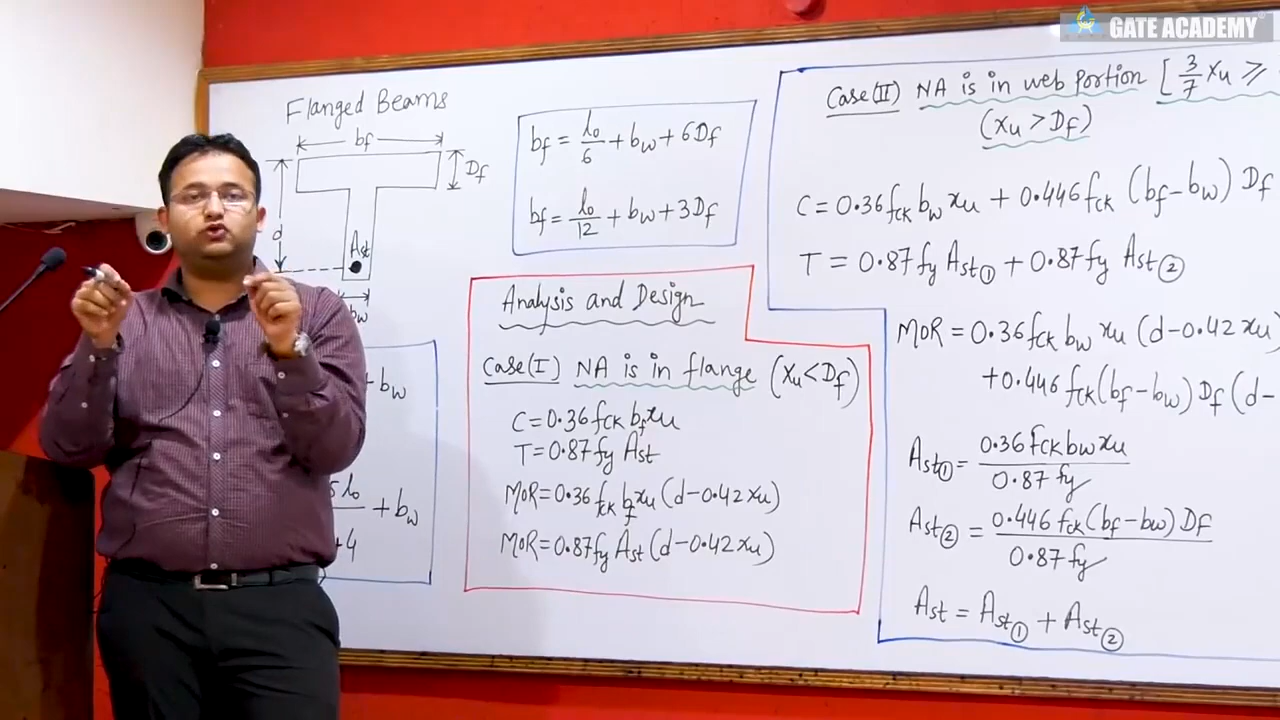 GATE ACADEMY
Flanged Beams
bf
Df
d
Ast
bw
bf = l₀/6 + bw + 6Df
bf = l₀/12 + bw + 3Df
+ bw
l₀ + bw
+4
Analysis and Design
Case(I) NA is in flange (xu < Df)
C = 0.36 fck bf xu
T = 0.87 fy Ast
MOR = 0.36 fck bf xu (d - 0.42 xu)
MOR = 0.87 fy Ast (d - 0.42 xu)
Case(II) NA is in web portion [3/7 xu ≥
(xu > Df)
C = 0.36 fck bw xu + 0.446 fck (bf - bw) Df
T = 0.87 fy Ast① + 0.87 fy Ast②
MOR = 0.36 fck bw xu (d - 0.42 xu)
+ 0.446 fck (bf - bw) Df (d -
Ast① = 0.36 fck bw xu / 0.87 fy
Ast② = 0.446 fck (bf - bw) Df / 0.87 fy
Ast = Ast① + Ast②